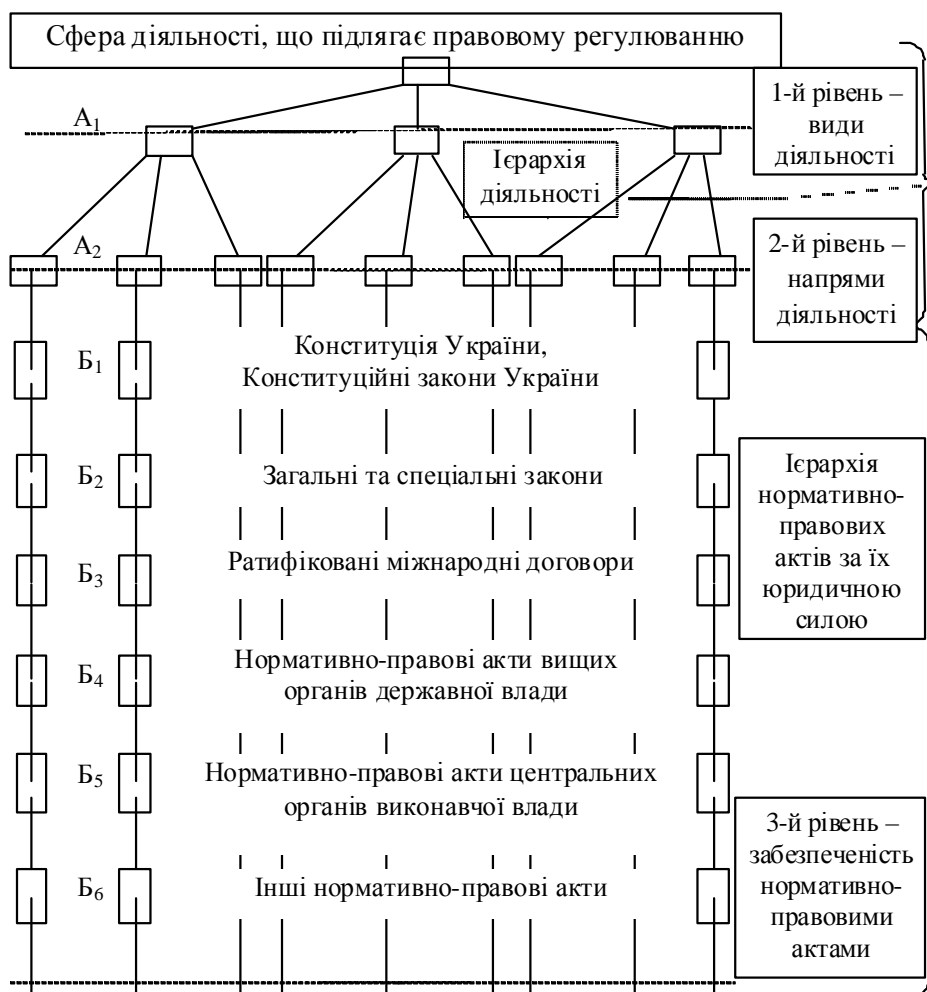 Сфера діяльності, що підлягає правовому регулюванню
А1
1-й рівень –
види
діяльності
Ієрархія
діяльності
А2
2-й рівень –
напрями
діяльності
Б1
Конституція України,
Конституційні закони України
Б2
Загальні та спеціальні закони
Ієрархія
нормативно-
правових
актів за їх
юридичною
силою
Б3
Ратифіковані міжнародні договори
Б4
Нормативно-правові акти вищих
органів державної влади
Б5
Нормативно-правові акти центральних
органів виконавчої влади
3-й рівень –
забезпеченість
нормативно-
правовими
актами
Б6
Інші нормативно-правові акти